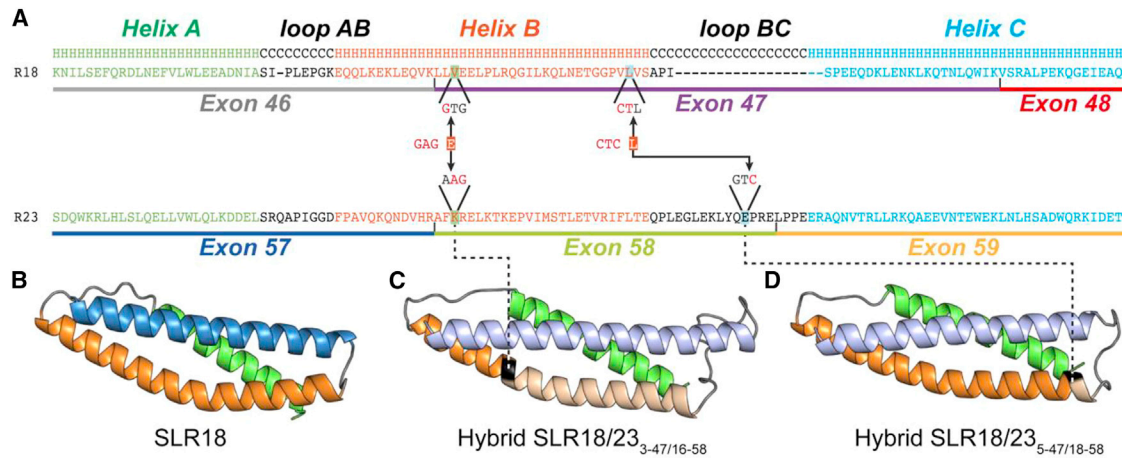 A
Helix A loop AB Helix B loop BC Helix C
HHHHHHHHHHHHHHHHHHHHHHHHHCCCCCCCCCHHHHHHHHHHHHHHHHHHHHHHHHHHHHHHHHHHHHHHCCCCCCCCCCCCCCCCCCCHHHHHHHHHHHHHHHHHHHHHHHHHHHHHHHHHHHHHH
R18 KNILSEFQRDLNEFVLWLEEADNIASI-PLEPGKEQQLKEKLEQVKLLVEELPLRQGILKQLNETGGPVLVSAPI------------------SPEEQDKLENKLKQTNLQWIKVSRALPEKQGEIEAQ
Exon 46 Exon 47 Exon 48
GTG CTL
GAG E CTC L
AAG GTC
R23 SDQWKRLHLSLQELLVWLQLKDDELSRQAPIGGDFPAVQKQNDVHRAFKRELKTKEPVIMSTLETVRIFLTEQPLEGLEKLYQEPRELPPEERAQNVTRLLRKQAEEVNTEWEKLNLHSADWQRKIDET
Exon 57 Exon 58 Exon 59
B C D
SLR18 Hybrid SLR18/23 3-47/16-58 Hybrid SLR18/23 5-47/18-58